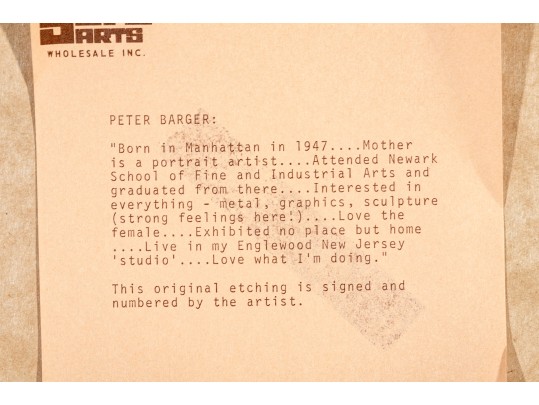 ARTS
WHOLESALE INC.
PETER BARGER:
"Born in Manhattan in 1947....Mother
is a portrait artist....Attended Newark
School of Fine and Industrial Arts and
graduated from there....Interested in
everything - metal, graphics, sculpture
(strong feelings here!)....Love the
female....Exhibited no place but home
....Live in my Englewood New Jersey
'studio'....Love what I'm doing."
This original etching is signed and
numbered by the artist.